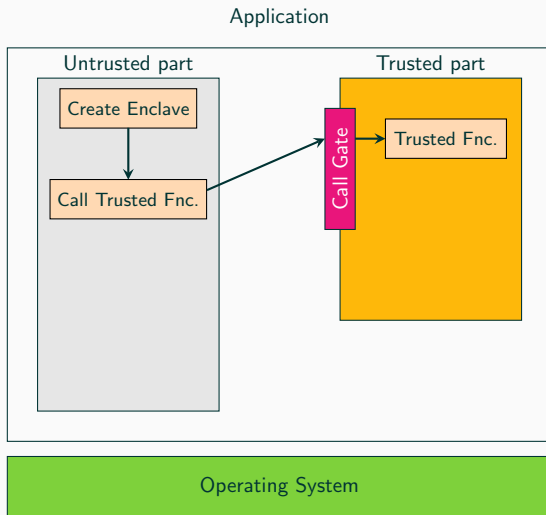 Application
Untrusted part
Trusted part
Create Enclave
Call Trusted Fnc.
Call Gate
Trusted Fnc.
Operating System